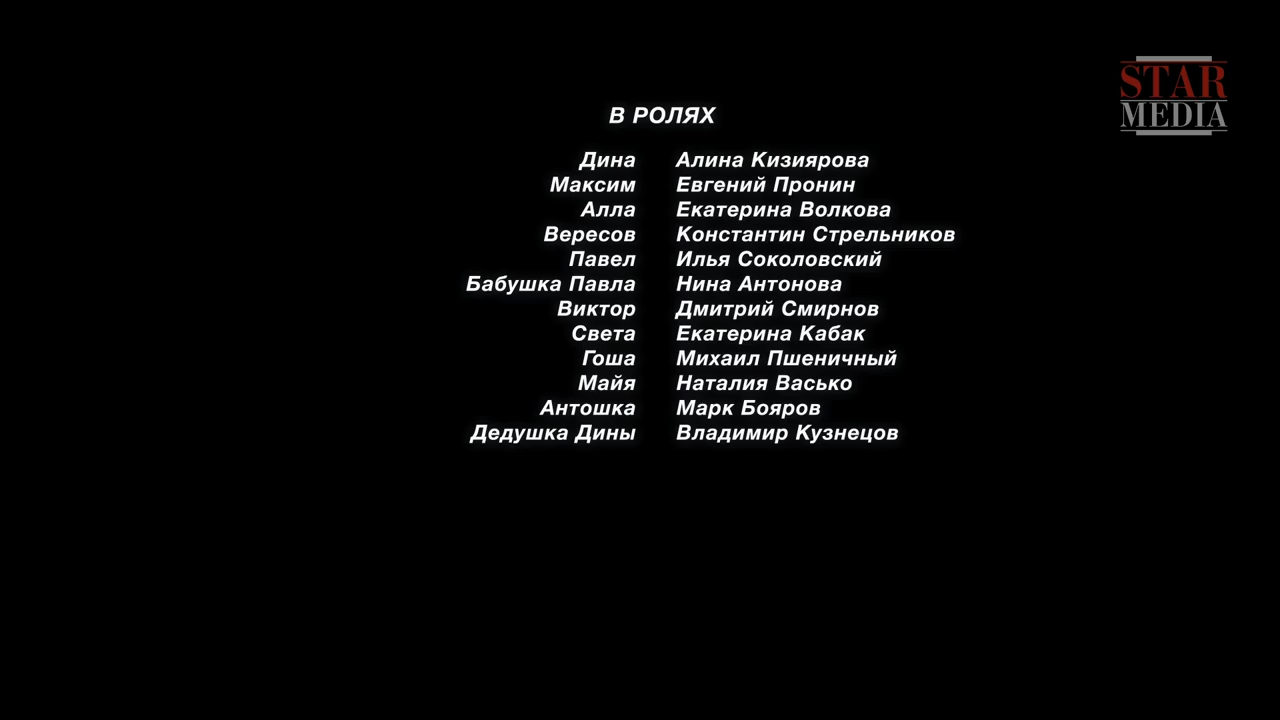 STAR
MEDIA
В РОЛЯХ
Дина Алина Кизиярова
Максим Евгений Пронин
Алла Екатерина Волкова
Вересов Константин Стрельников
Павел Илья Соколовский
Бабушка Павла Нина Антонова
Виктор Дмитрий Смирнов
Света Екатерина Кабак
Гоша Михаил Пшеничный
Майя Наталия Васько
Антошка Марк Бояров
Дедушка Дины Владимир Кузнецов